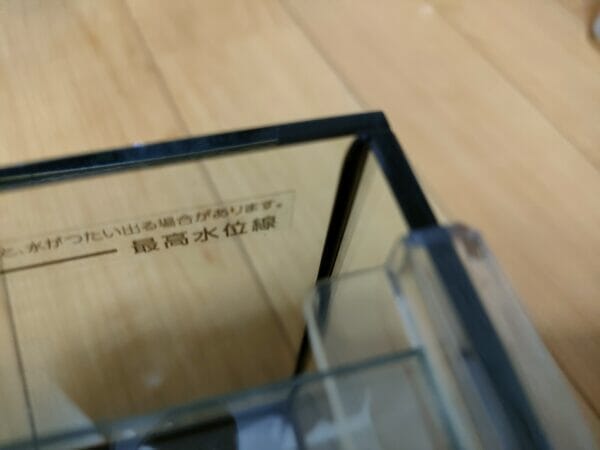 と、水がつたい出る場合があります。
最高水位線